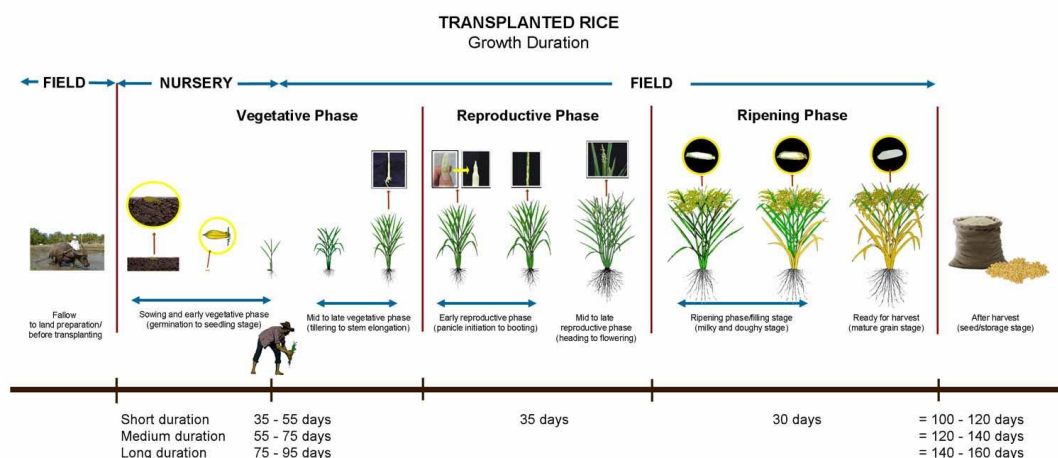 TRANSPLANTED RICE
Growth Duration
FIELD
NURSERY
FIELD
Vegetative Phase
Reproductive Phase
Ripening Phase
Fallow
to land preparation/
before transplanting
Sowing and early vegetative phase
(germination to seedling stage)
Mid to late vegetative phase
(tillering to stem elongation)
Early reproductive phase
(panicle initiation to booting)
Mid to late
reproductive phase
(heading to flowering)
Ripening phase/filling stage
(milky and doughy stage)
Ready for harvest
(mature grain stage)
After harvest
(seed/storage stage)
Short duration 35 - 55 days 35 days 30 days = 100 - 120 days
Medium duration 55 - 75 days = 120 - 140 days
Long duration 75 - 95 days = 140 - 160 days